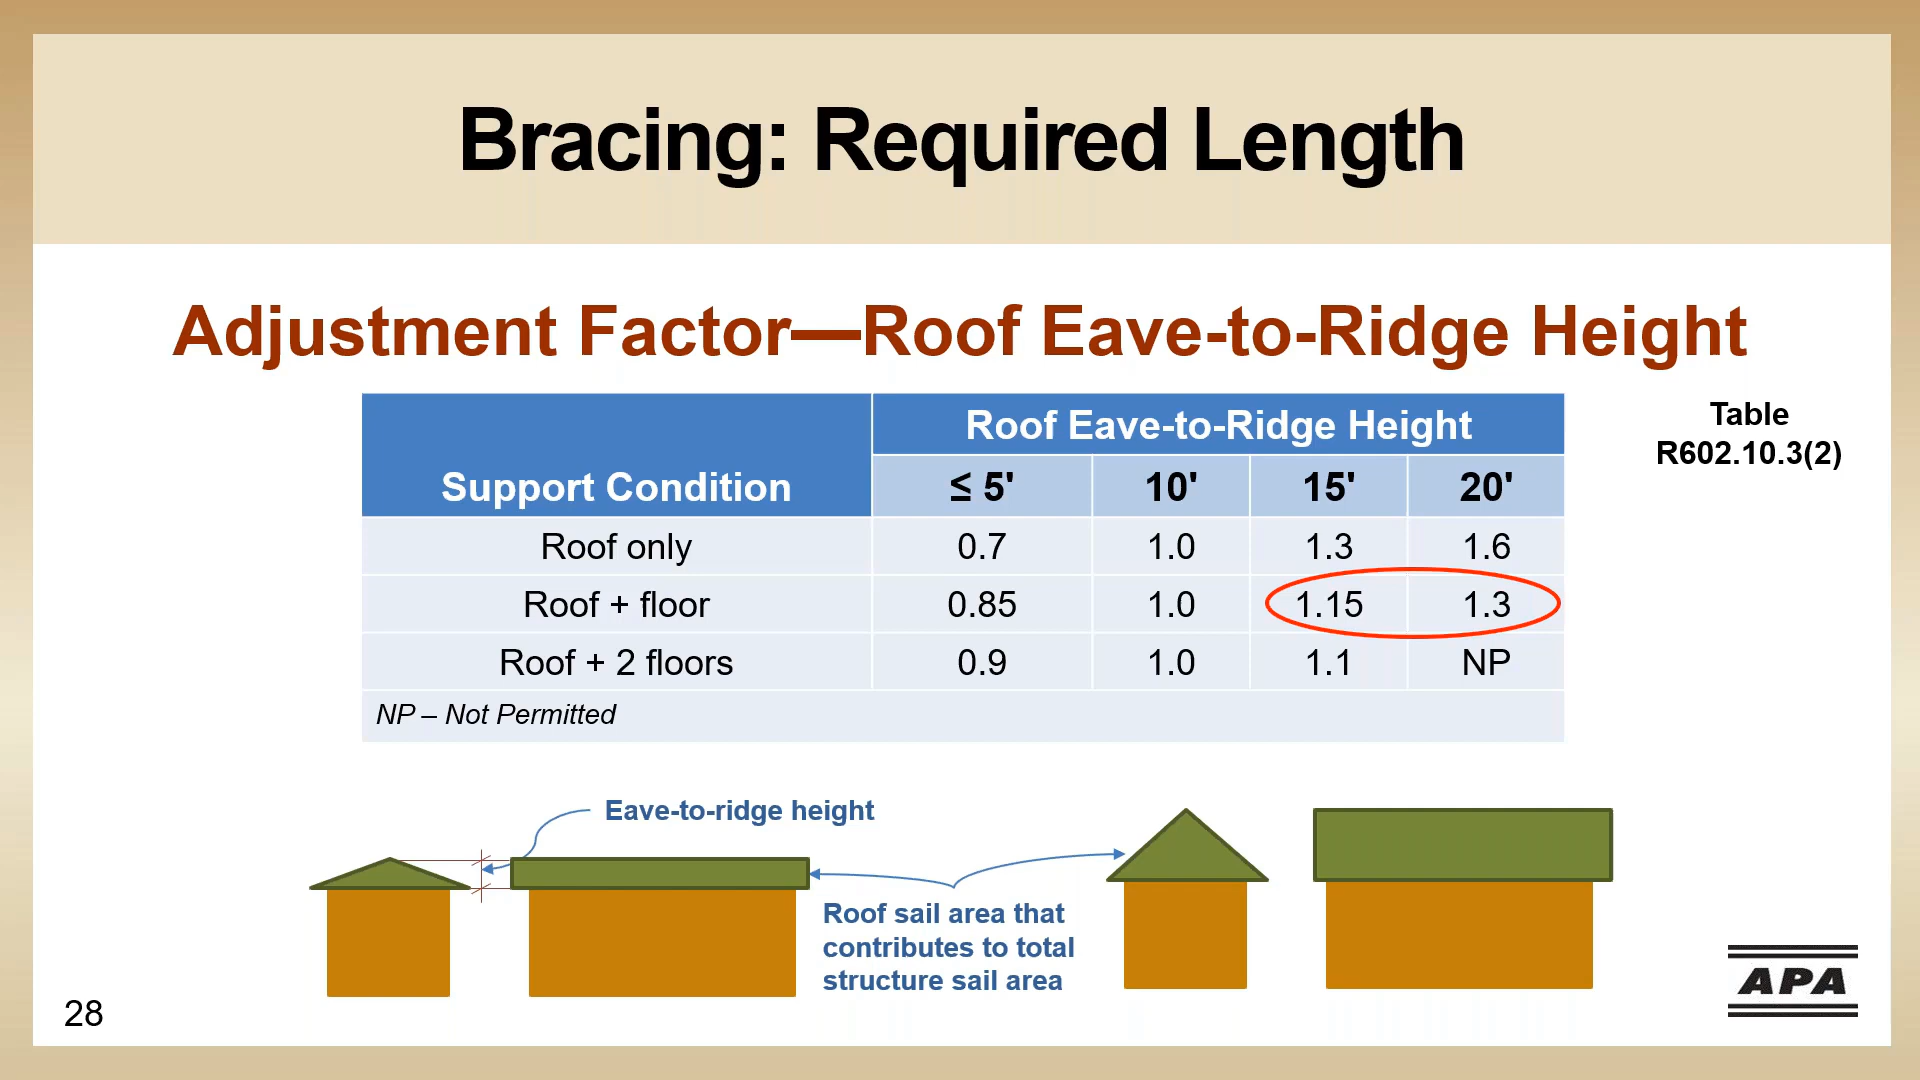 Bracing: Required Length
Adjustment Factor—Roof Eave-to-Ridge Height
Table
R602.10.3(2)
Support Condition
Roof Eave-to-Ridge Height
≤ 5' 10' 15' 20'
Roof only 0.7 1.0 1.3 1.6
Roof + floor 0.85 1.0 1.15 1.3
Roof + 2 floors 0.9 1.0 1.1 NP
NP – Not Permitted
Eave-to-ridge height
Roof sail area that
contributes to total
structure sail area
28
APA